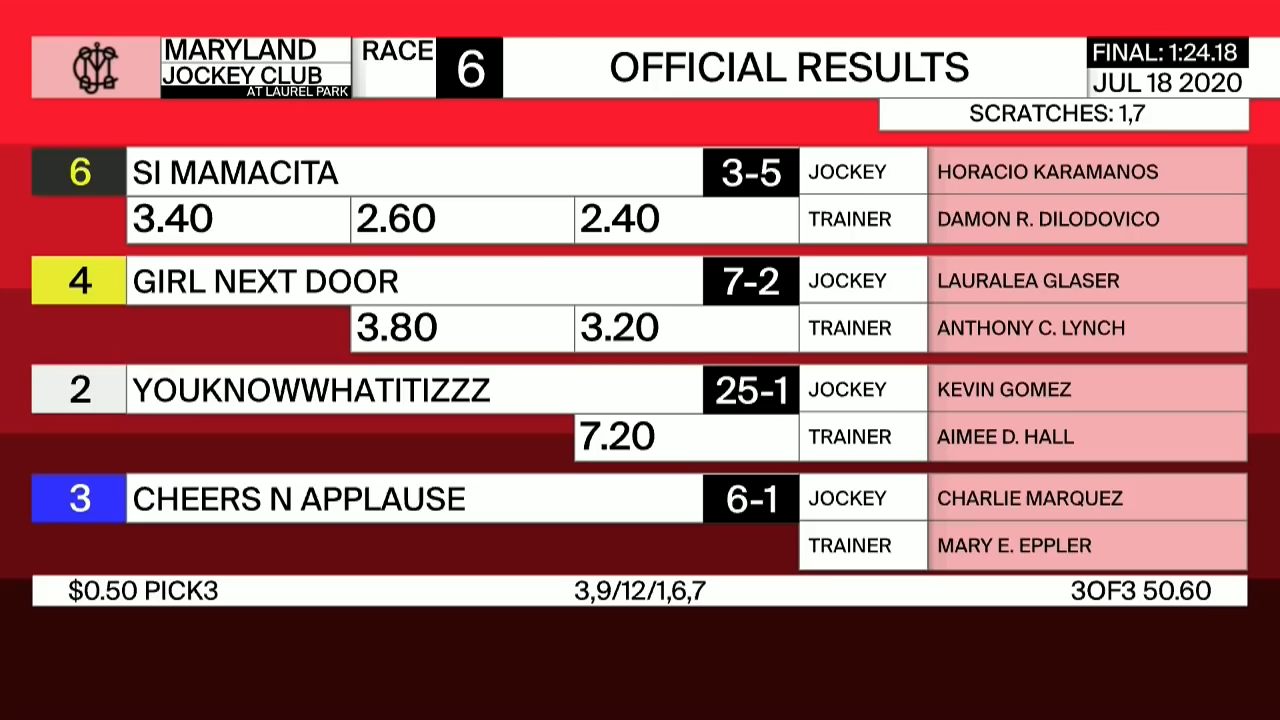 MARYLAND
JOCKEY CLUB
AT LAUREL PARK
RACE 6
OFFICIAL RESULTS
FINAL: 1:24.18
JUL 18 2020
SCRATCHES: 1,7
6 SI MAMACITA 3-5 JOCKEY HORACIO KARAMANOS
3.40 2.60 2.40 TRAINER DAMON R. DILODOVICO
4 GIRL NEXT DOOR 7-2 JOCKEY LAURALEA GLASER
3.80 3.20 TRAINER ANTHONY C. LYNCH
2 YOUKNOWWHATITIZZZ 25-1 JOCKEY KEVIN GOMEZ
7.20 TRAINER AIMEE D. HALL
3 CHEERS N APPLAUSE 6-1 JOCKEY CHARLIE MARQUEZ
TRAINER MARY E. EPPLER
$0.50 PICK3 3,9/12/1,6,7 3OF3 50.60